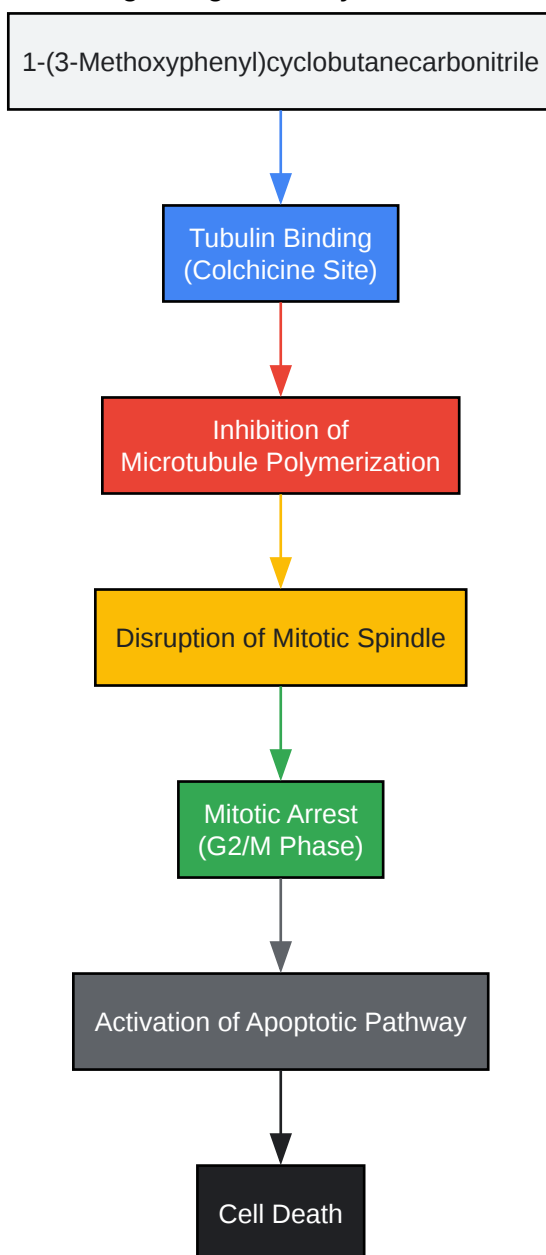 1-(3-Methoxyphenyl)cyclobutanecarbonitrile
Tubulin Binding
(Colchicine Site)
Inhibition of
Microtubule Polymerization
Disruption of Mitotic Spindle
Mitotic Arrest
(G2/M Phase)
Activation of Apoptotic Pathway
Cell Death